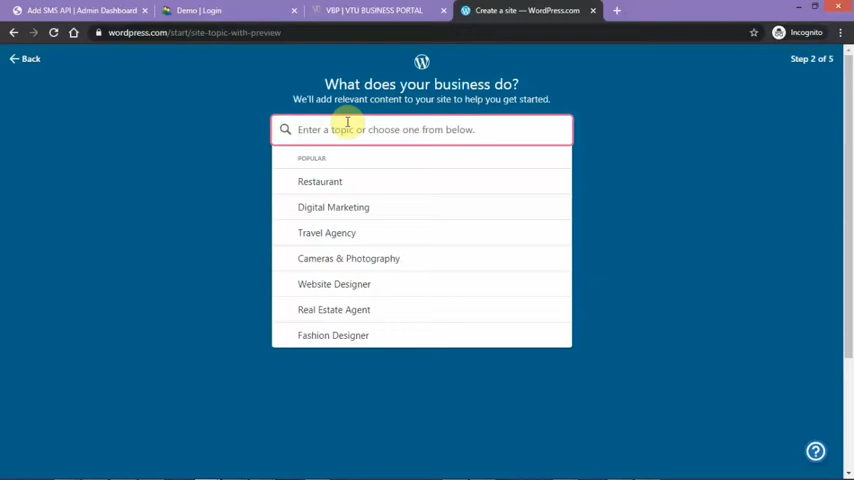 Add SMS API | Admin Dashboard
Demo | Login
VBP | VTU BUSINESS PORTAL
Create a site — WordPress.com
wordpress.com/start/site-topic-with-preview
Incognito
Back
Step 2 of 5
What does your business do?
We'll add relevant content to your site to help you get started.
Enter a topic or choose one from below.
POPULAR
Restaurant
Digital Marketing
Travel Agency
Cameras & Photography
Website Designer
Real Estate Agent
Fashion Designer